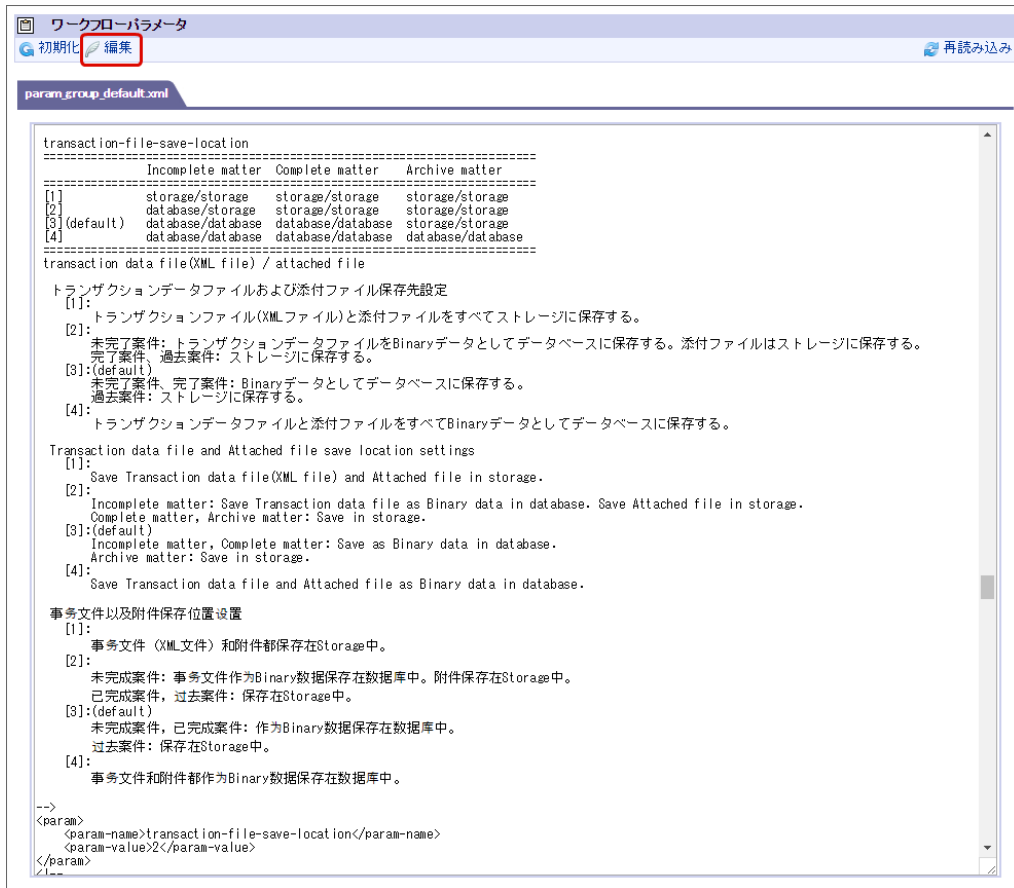 ワークフローパラメータ
初期化 編集 再読み込み
param_group_default.xml
transaction-file-save-location
========================================================================
Incomplete matter Complete matter Archive matter
========================================================================
[1] storage/storage storage/storage storage/storage
[2] database/storage storage/storage storage/storage
[3](default) database/database database/database storage/storage
[4] database/database database/database database/database
========================================================================
transaction data file(XML file) / attached file
トランザクションデータファイルおよび添付ファイル保存先設定
[1]:
トランザクションファイル(XMLファイル)と添付ファイルをすべてストレージに保存する。
[2]:
未完了案件: トランザクションデータファイルをBinaryデータとしてデータベースに保存する。添付ファイルはストレージに保存する。
完了案件、過去案件: ストレージに保存する。
[3]:(default)
未完了案件、完了案件: Binaryデータとしてデータベースに保存する。
過去案件: ストレージに保存する。
[4]:
トランザクションデータファイルと添付ファイルをすべてBinaryデータとしてデータベースに保存する。
Transaction data file and Attached file save location settings
[1]:
Save Transaction data file(XML file) and Attached file in storage.
[2]:
Incomplete matter: Save Transaction data file as Binary data in database. Save Attached file in storage.
Complete matter, Archive matter: Save in storage.
[3]:(default)
Incomplete matter, Complete matter: Save as Binary data in database.
Archive matter: Save in storage.
[4]:
Save Transaction data file and Attached file as Binary data in database.
事务文件以及附件保存位置设置
[1]:
事务文件（XML文件）和附件都保存在Storage中。
[2]:
未完成案件: 事务文件作为Binary数据保存在数据库中。附件保存在Storage中。
已完成案件，过去案件: 保存在Storage中。
[3]:(default)
未完成案件，已完成案件: 作为Binary数据保存在数据库中。
过去案件: 保存在Storage中。
[4]:
事务文件和附件都作为Binary数据保存在数据库中。
-->
<param>
<param-name>transaction-file-save-location</param-name>
<param-value>2</param-value>
</param>
<!--